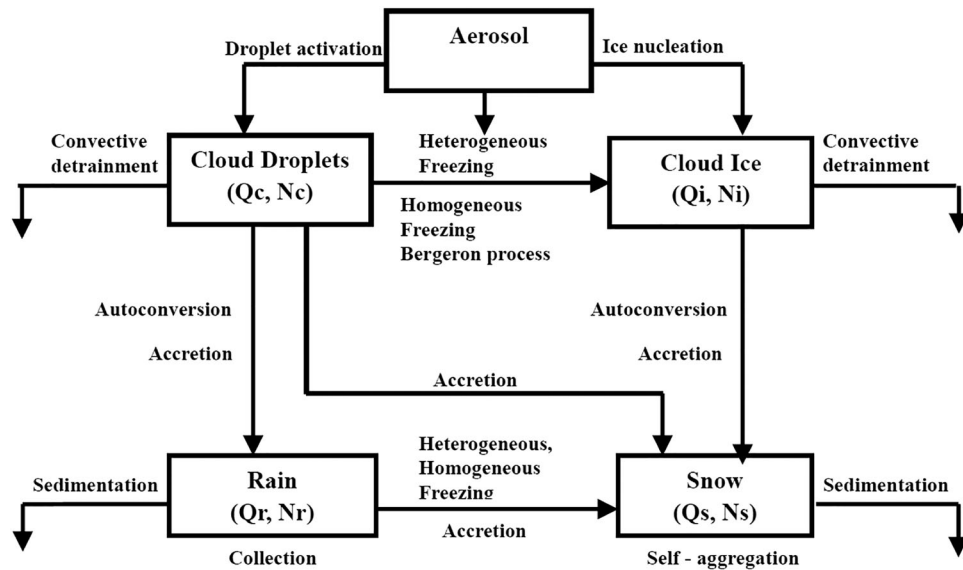 Aerosol
Droplet activation
Ice nucleation
Convective
detrainment
Cloud Droplets
(Qc, Nc)
Heterogeneous
Freezing
Homogeneous
Freezing
Bergeron process
Cloud Ice
(Qi, Ni)
Convective
detrainment
Autoconversion
Accretion
Autoconversion
Accretion
Accretion
Sedimentation
Rain
(Qr, Nr)
Collection
Heterogeneous,
Homogeneous
Freezing
Accretion
Snow
(Qs, Ns)
Self - aggregation
Sedimentation